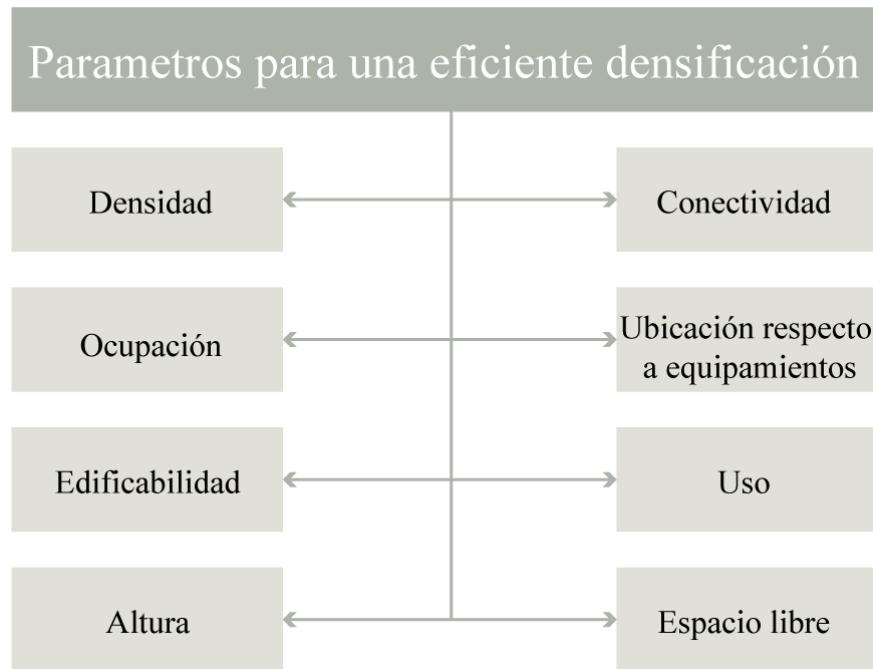 Parametros para una eficiente densificación
Densidad
Conectividad
Ocupación
Ubicación respecto
a equipamientos
Edificabilidad
Uso
Altura
Espacio libre